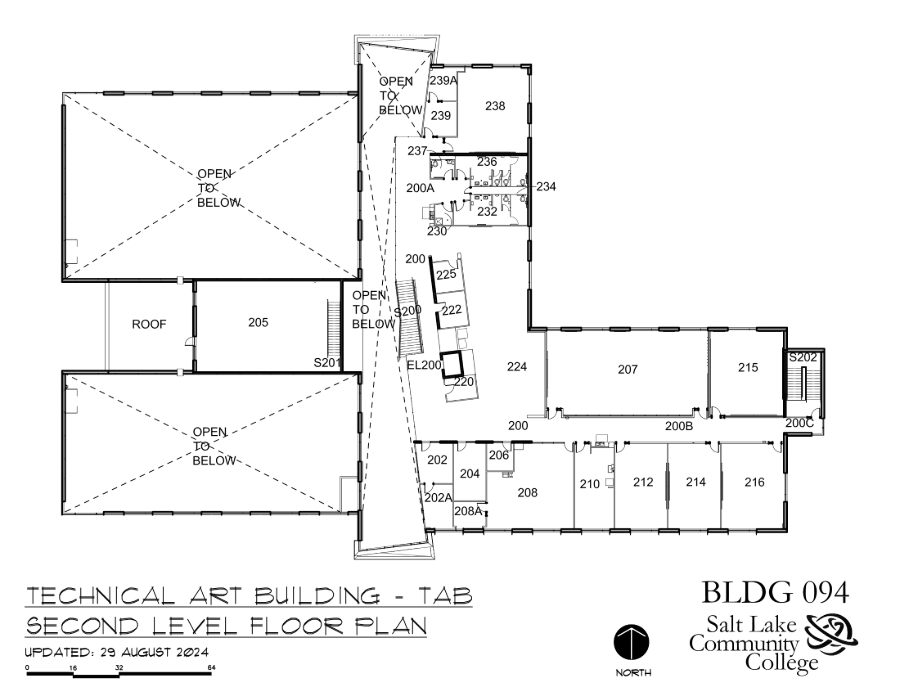 OPEN
TO
BELOW
239A
238
239
237
236
OPEN
TO
BELOW
200A
234
232
230
200
225
OPEN
TO
BELOW
S200
222
ROOF
205
S201
EL200
224
207
215
S202
220
200
200B
200C
OPEN
TO
BELOW
202
206
204
202A
208
208A
210
212
214
216
TECHNICAL ART BUILDING - TAB
SECOND LEVEL FLOOR PLAN
UPDATED: 29 AUGUST 2024
0 16 32 64
NORTH
BLDG 094
Salt Lake
Community
College